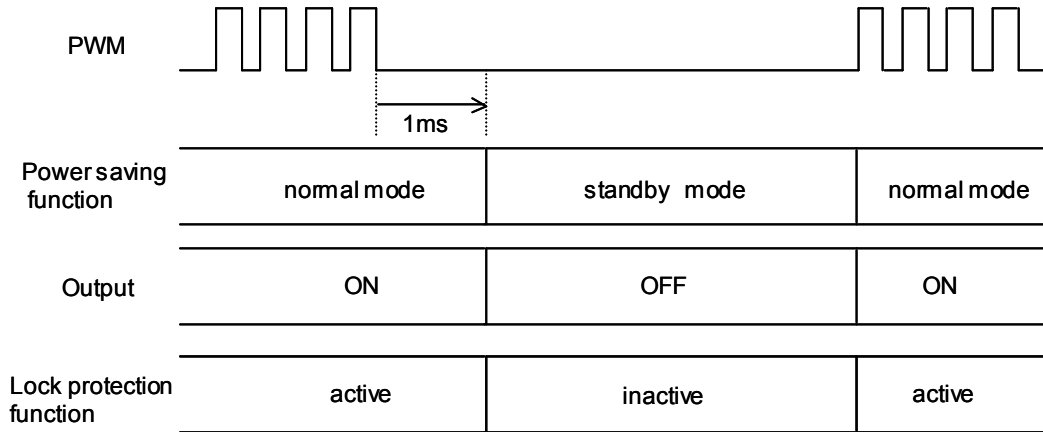 PWM
1ms
Power saving
function
normal mode
standby mode
normal mode
Output
ON
OFF
ON
Lock protection
function
active
inactive
active